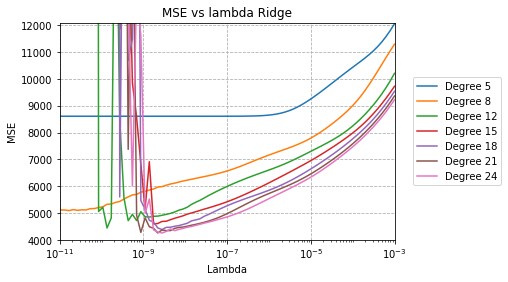 MSE vs lambda Ridge
12000
11000
10000
9000
8000
7000
6000
5000
4000
MSE
10⁻¹¹
10⁻⁹
10⁻⁷
10⁻⁵
10⁻³
Lambda
Degree 5
Degree 8
Degree 12
Degree 15
Degree 18
Degree 21
Degree 24